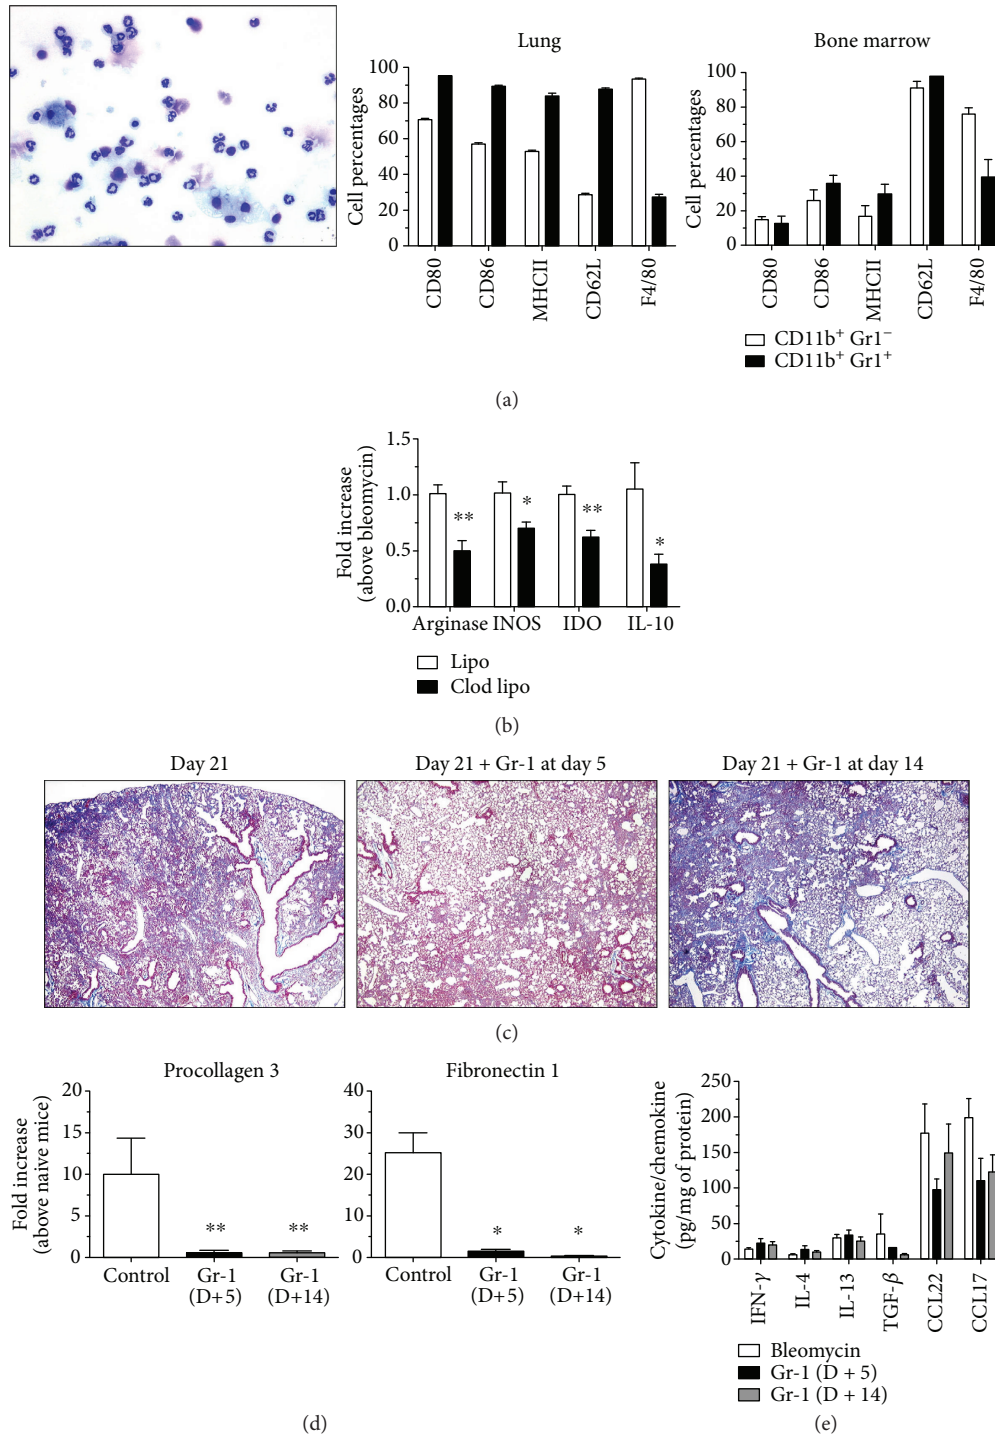 Lung
Cell percentages
100
80
60
40
20
0
CD80
CD86
MHCII
CD62L
F4/80
Bone marrow
Cell percentages
100
80
60
40
20
0
CD80
CD86
MHCII
CD62L
F4/80
CD11b⁺ Gr1⁻
CD11b⁺ Gr1⁺
(a)
Fold increase
(above bleomycin)
1.5
1.0
0.5
0.0
**
*
**
*
Arginase INOS IDO IL-10
Lipo
Clod lipo
(b)
Day 21
Day 21 + Gr-1 at day 5
Day 21 + Gr-1 at day 14
(c)
Procollagen 3
Fold increase
(above naive mice)
20
15
10
5
0
**
**
Control
Gr-1
(D+5)
Gr-1
(D+14)
Fibronectin 1
40
30
20
10
0
*
*
Control
Gr-1
(D+5)
Gr-1
(D+14)
(d)
Cytokine/chemokine
(pg/mg of protein)
250
200
150
100
50
0
IFN-γ
IL-4
IL-13
TGF-β
CCL22
CCL17
Bleomycin
Gr-1 (D + 5)
Gr-1 (D + 14)
(e)